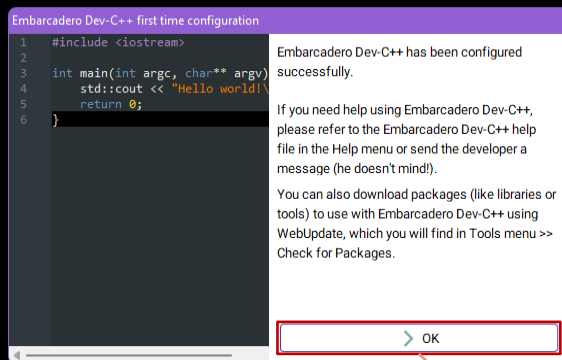 Embarcadero Dev-C++ first time configuration
1 #include <iostream>
2
3 int main(int argc, char** argv)
4 std::cout << "Hello world!\
5 return 0;
6 }
Embarcadero Dev-C++ has been configured
successfully.
If you need help using Embarcadero Dev-C++,
please refer to the Embarcadero Dev-C++ help
file in the Help menu or send the developer a
message (he doesn't mind!).
You can also download packages (like libraries or
tools) to use with Embarcadero Dev-C++ using
WebUpdate, which you will find in Tools menu >>
Check for Packages.
OK